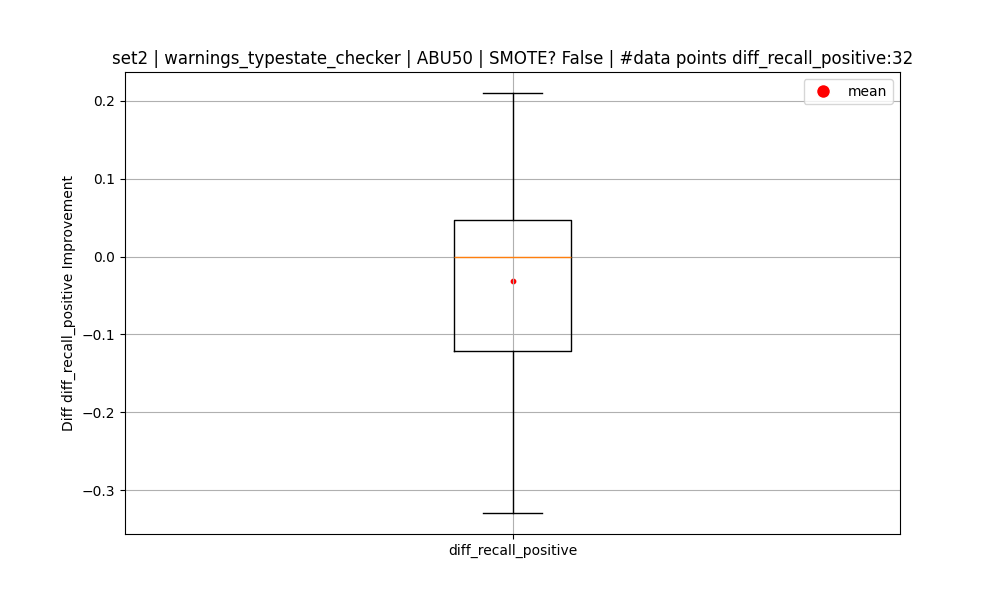 set2 | warnings_typestate_checker | ABU50 | SMOTE? False | #data points diff_recall_positive:32
mean
Diff diff_recall_positive Improvement
0.2
0.1
0.0
−0.1
−0.2
−0.3
diff_recall_positive